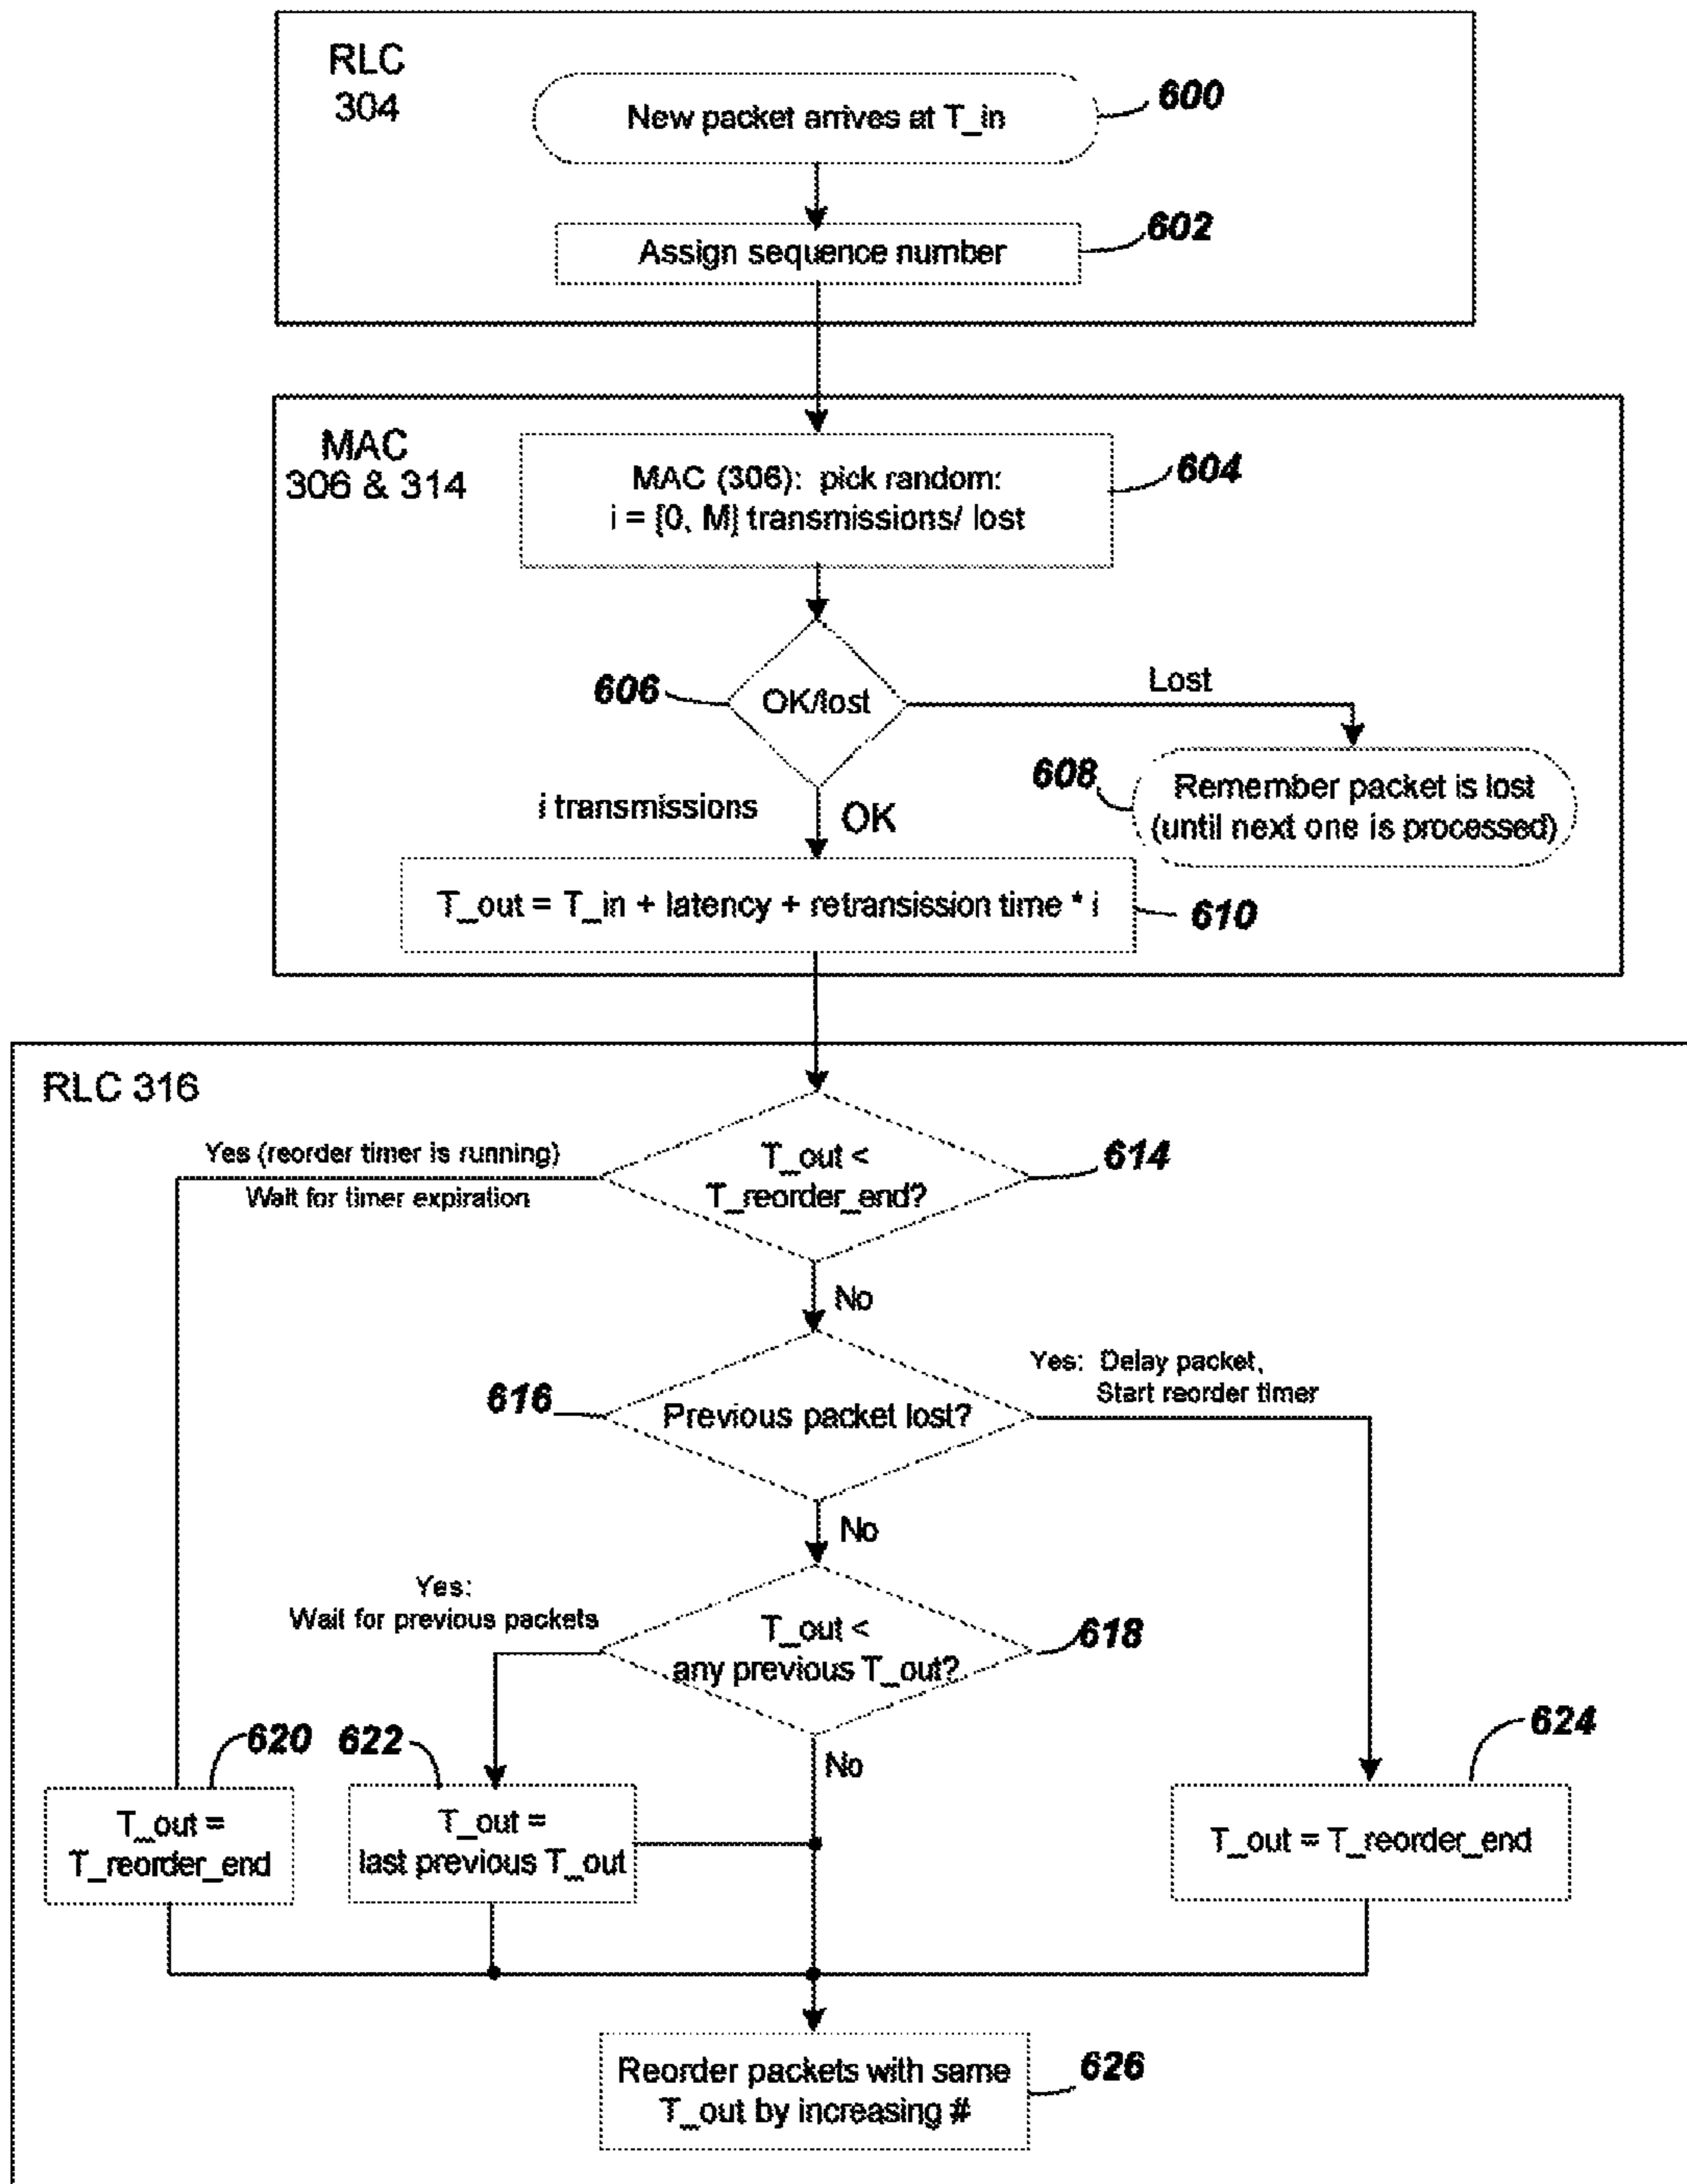 RLC
304
New packet arrives at T_in
600
Assign sequence number
602
MAC
306 & 314
MAC (306): pick random:
i = [0, M] transmissions/ lost
604
606
OK/lost
Lost
608
Remember packet is lost
(until next one is processed)
i transmissions
OK
T_out = T_in + latency + retransission time * i
610
RLC 316
Yes (reorder timer is running)
Wait for timer expiration
T_out <
T_reorder_end?
614
No
616
Previous packet lost?
Yes: Delay packet,
Start reorder timer
No
Yes:
Wait for previous packets
T_out <
any previous T_out?
618
620
622
No
624
T_out =
T_reorder_end
T_out =
last previous T_out
T_out = T_reorder_end
Reorder packets with same
T_out by increasing #
626